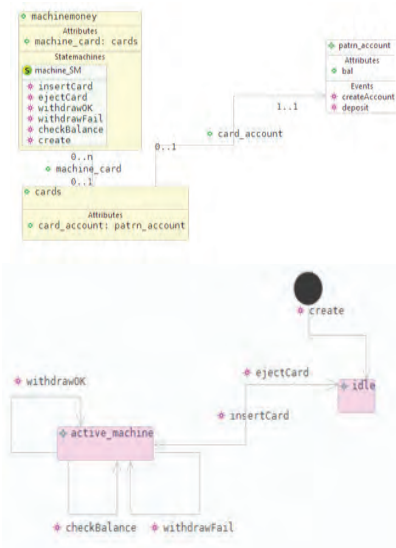 machinemoney
Attributes
machine_card: cards
Statemachines
machine_SM
insertCard
ejectCard
withdrawOK
withdrawFail
checkBalance
create
patrn_account
Attributes
bal
Events
createAccount
deposit
1..1
card_account
0..1
0..n
machine_card
0..1
cards
Attributes
card_account: patrn_account
create
ejectCard
idle
withdrawOK
insertCard
active_machine
checkBalance
withdrawFail